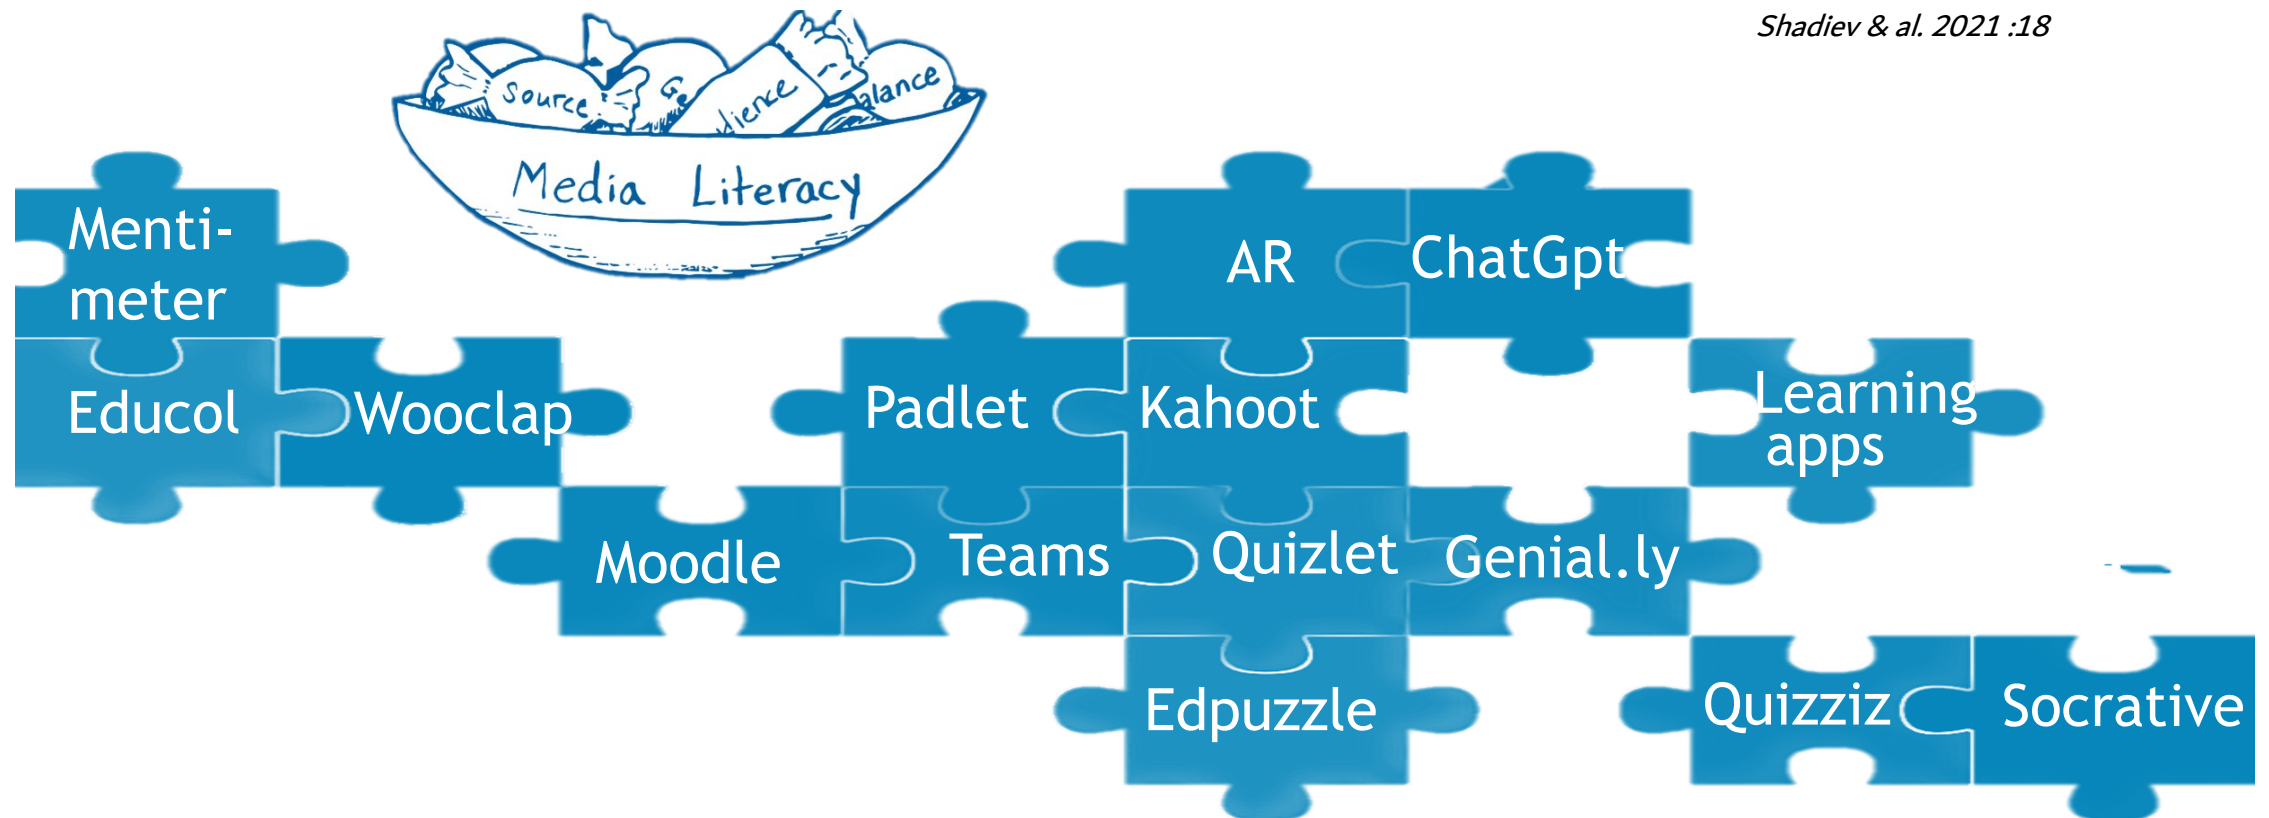 Shadiev & al. 2021 :18
Source
Media Literacy
Menti-
meter
AR
ChatGpt
Educol
Wooclap
Padlet
Kahoot
Learning
apps
Moodle
Teams
Quizlet
Genial.ly
Edpuzzle
Quizziz
Socrative